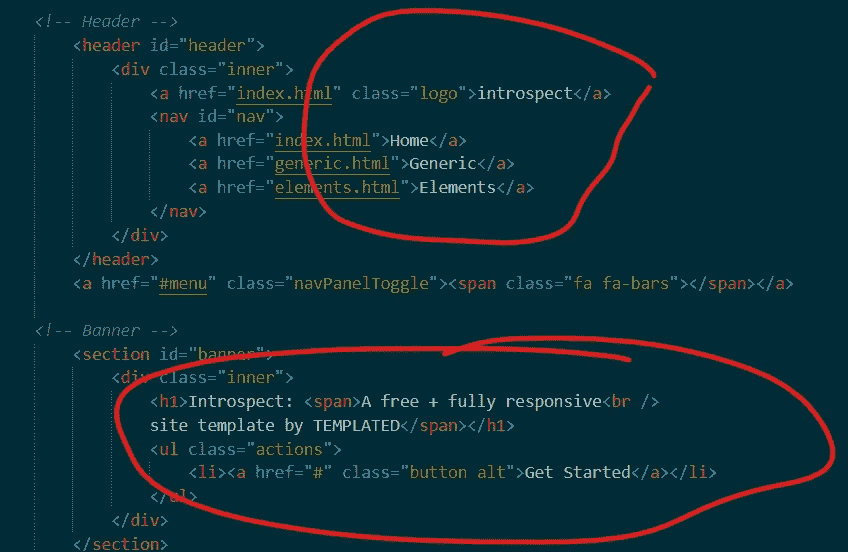 <!-- Header -->
<header id="header">
<div class="inner">
<a href="index.html" class="logo">introspect</a>
<nav id="nav">
<a href="index.html">Home</a>
<a href="generic.html">Generic</a>
<a href="elements.html">Elements</a>
</nav>
</div>
</header>
<a href="#menu" class="navPanelToggle"><span class="fa fa-bars"></span></a>
<!-- Banner -->
<section id="banner">
<div class="inner">
<h1>Introspect: <span>A free + fully responsive<br />
site template by TEMPLATED</span></h1>
<ul class="actions">
<li><a href="#" class="button alt">Get Started</a></li>
</ul>
</div>
</section>